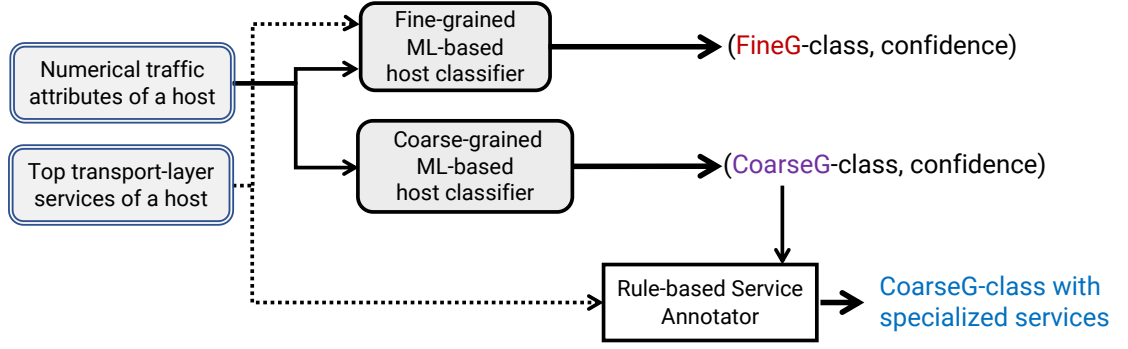 Numerical traffic
attributes of a host
Top transport-layer
services of a host
Fine-grained
ML-based
host classifier
(FineG-class, confidence)
Coarse-grained
ML-based
host classifier
(CoarseG-class, confidence)
Rule-based Service
Annotator
CoarseG-class with
specialized services